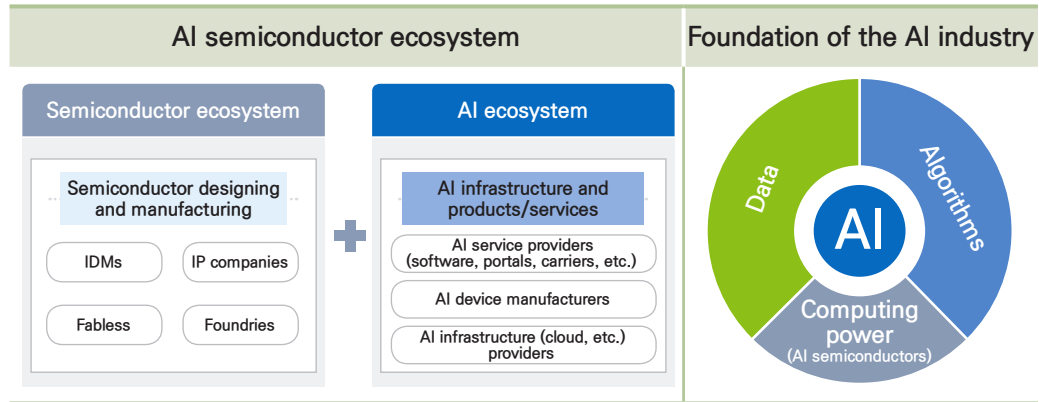 AI semiconductor ecosystem
Foundation of the AI industry
Semiconductor ecosystem
Semiconductor designing
and manufacturing
IDMs
IP companies
Fabless
Foundries
AI ecosystem
AI infrastructure and
products/services
AI service providers
(software, portals, carriers, etc.)
AI device manufacturers
AI infrastructure (cloud, etc.)
providers
Data
Algorithms
AI
Computing
power
(AI semiconductors)